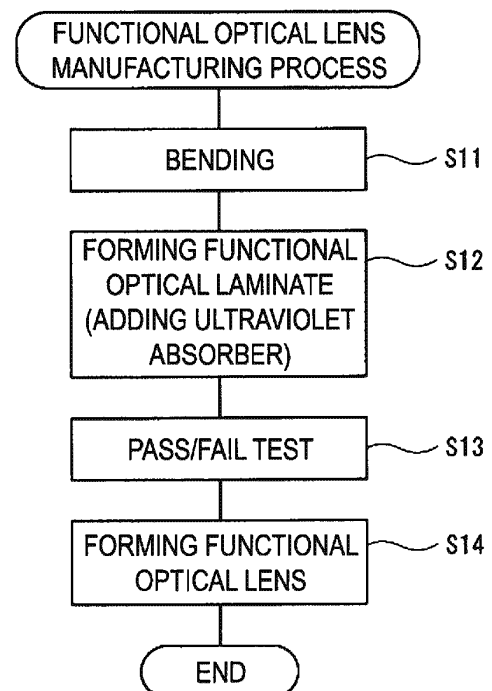 FUNCTIONAL OPTICAL LENS
MANUFACTURING PROCESS
BENDING
S11
FORMING FUNCTIONAL
OPTICAL LAMINATE
(ADDING ULTRAVIOLET
ABSORBER)
S12
PASS/FAIL TEST
S13
FORMING FUNCTIONAL
OPTICAL LENS
S14
END